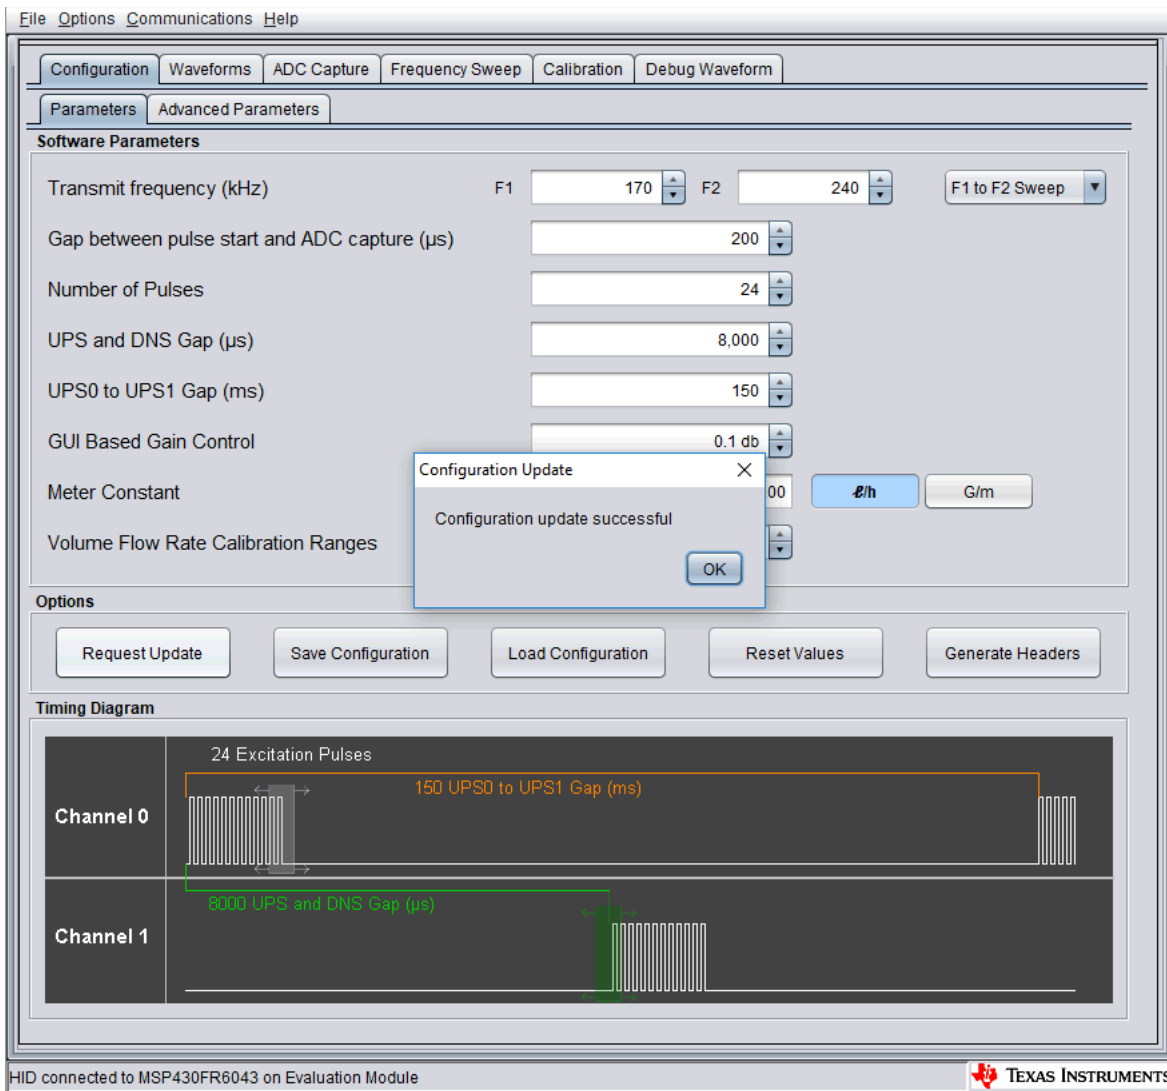 File Options Communications Help
Configuration Waveforms ADC Capture Frequency Sweep Calibration Debug Waveform
Parameters Advanced Parameters
Software Parameters
Transmit frequency (kHz) F1 170 F2 240 F1 to F2 Sweep
Gap between pulse start and ADC capture (µs) 200
Number of Pulses 24
UPS and DNS Gap (µs) 8,000
UPS0 to UPS1 Gap (ms) 150
GUI Based Gain Control 0.1 db
Configuration Update
Meter Constant 00 ℓ/h G/m
Configuration update successful
Volume Flow Rate Calibration Ranges
OK
Options
Request Update Save Configuration Load Configuration Reset Values Generate Headers
Timing Diagram
24 Excitation Pulses
150 UPS0 to UPS1 Gap (ms)
Channel 0
8000 UPS and DNS Gap (µs)
Channel 1
HID connected to MSP430FR6043 on Evaluation Module TEXAS INSTRUMENTS